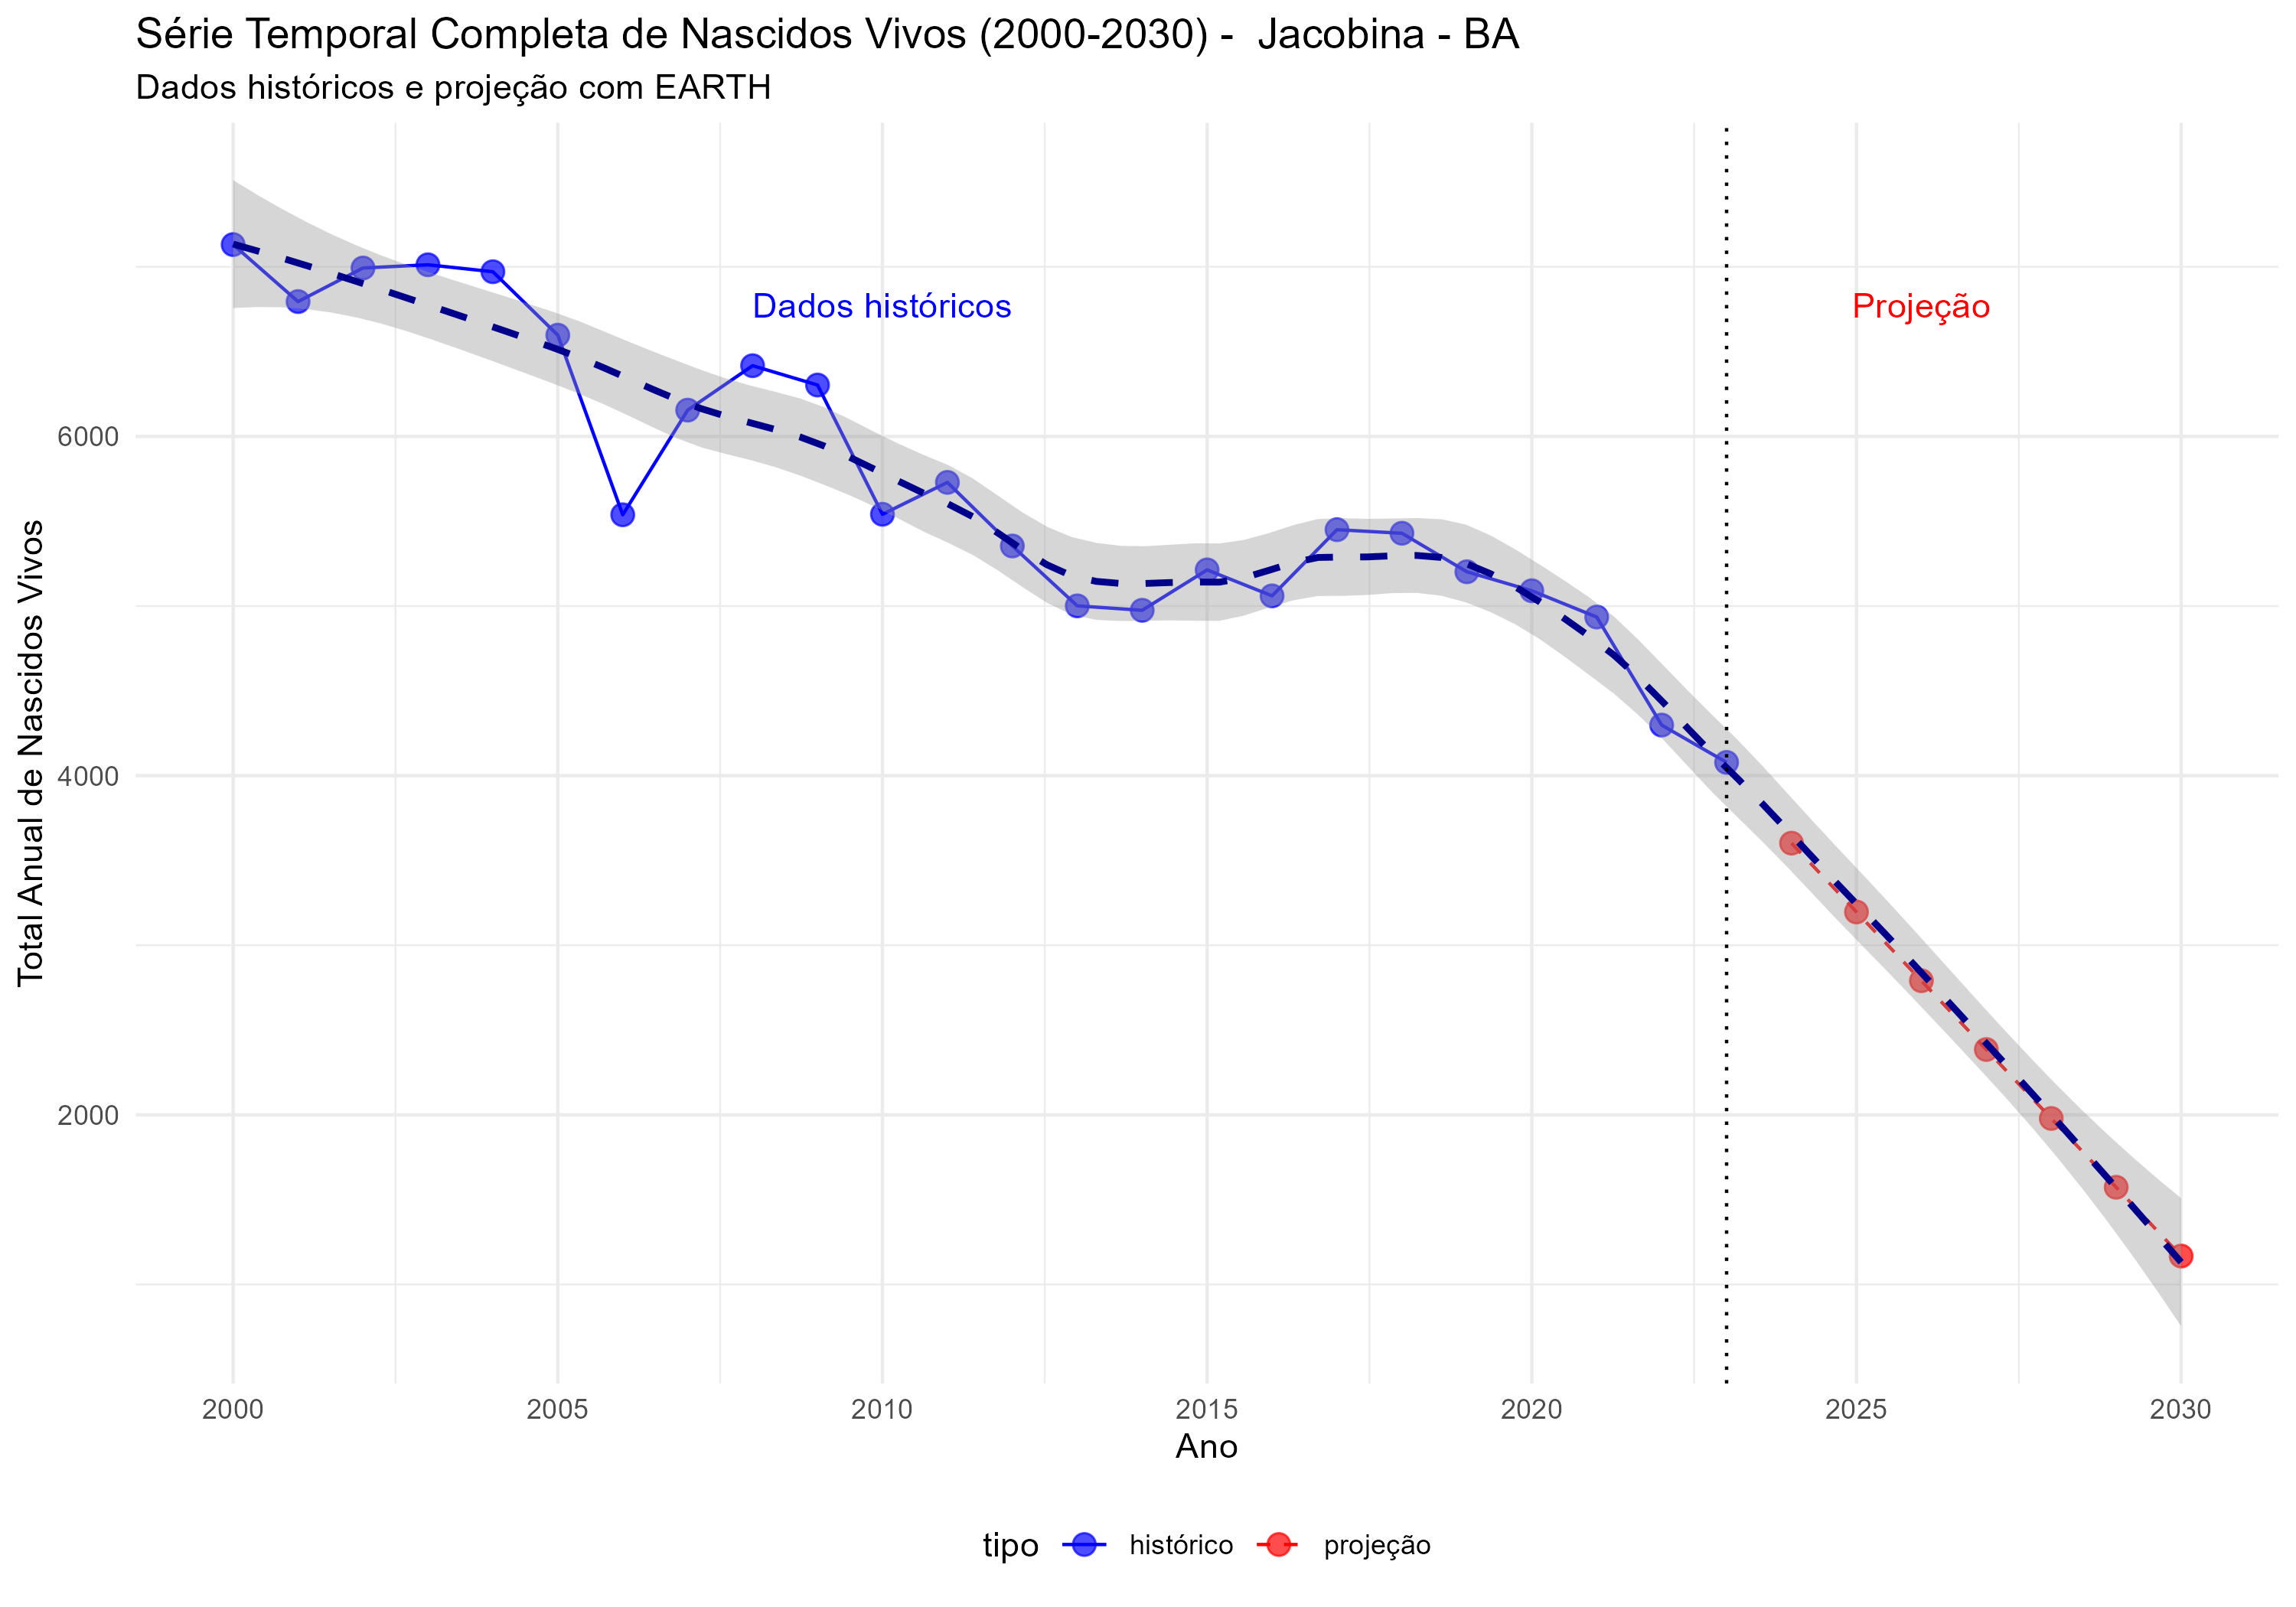 Série Temporal Completa de Nascidos Vivos (2000-2030) -  Jacobina - BA
Dados históricos e projeção com EARTH
Dados históricos
Projeção
Total Anual de Nascidos Vivos
6000
4000
2000
2000
2005
2010
2015
2020
2025
2030
Ano
tipo
histórico
projeção